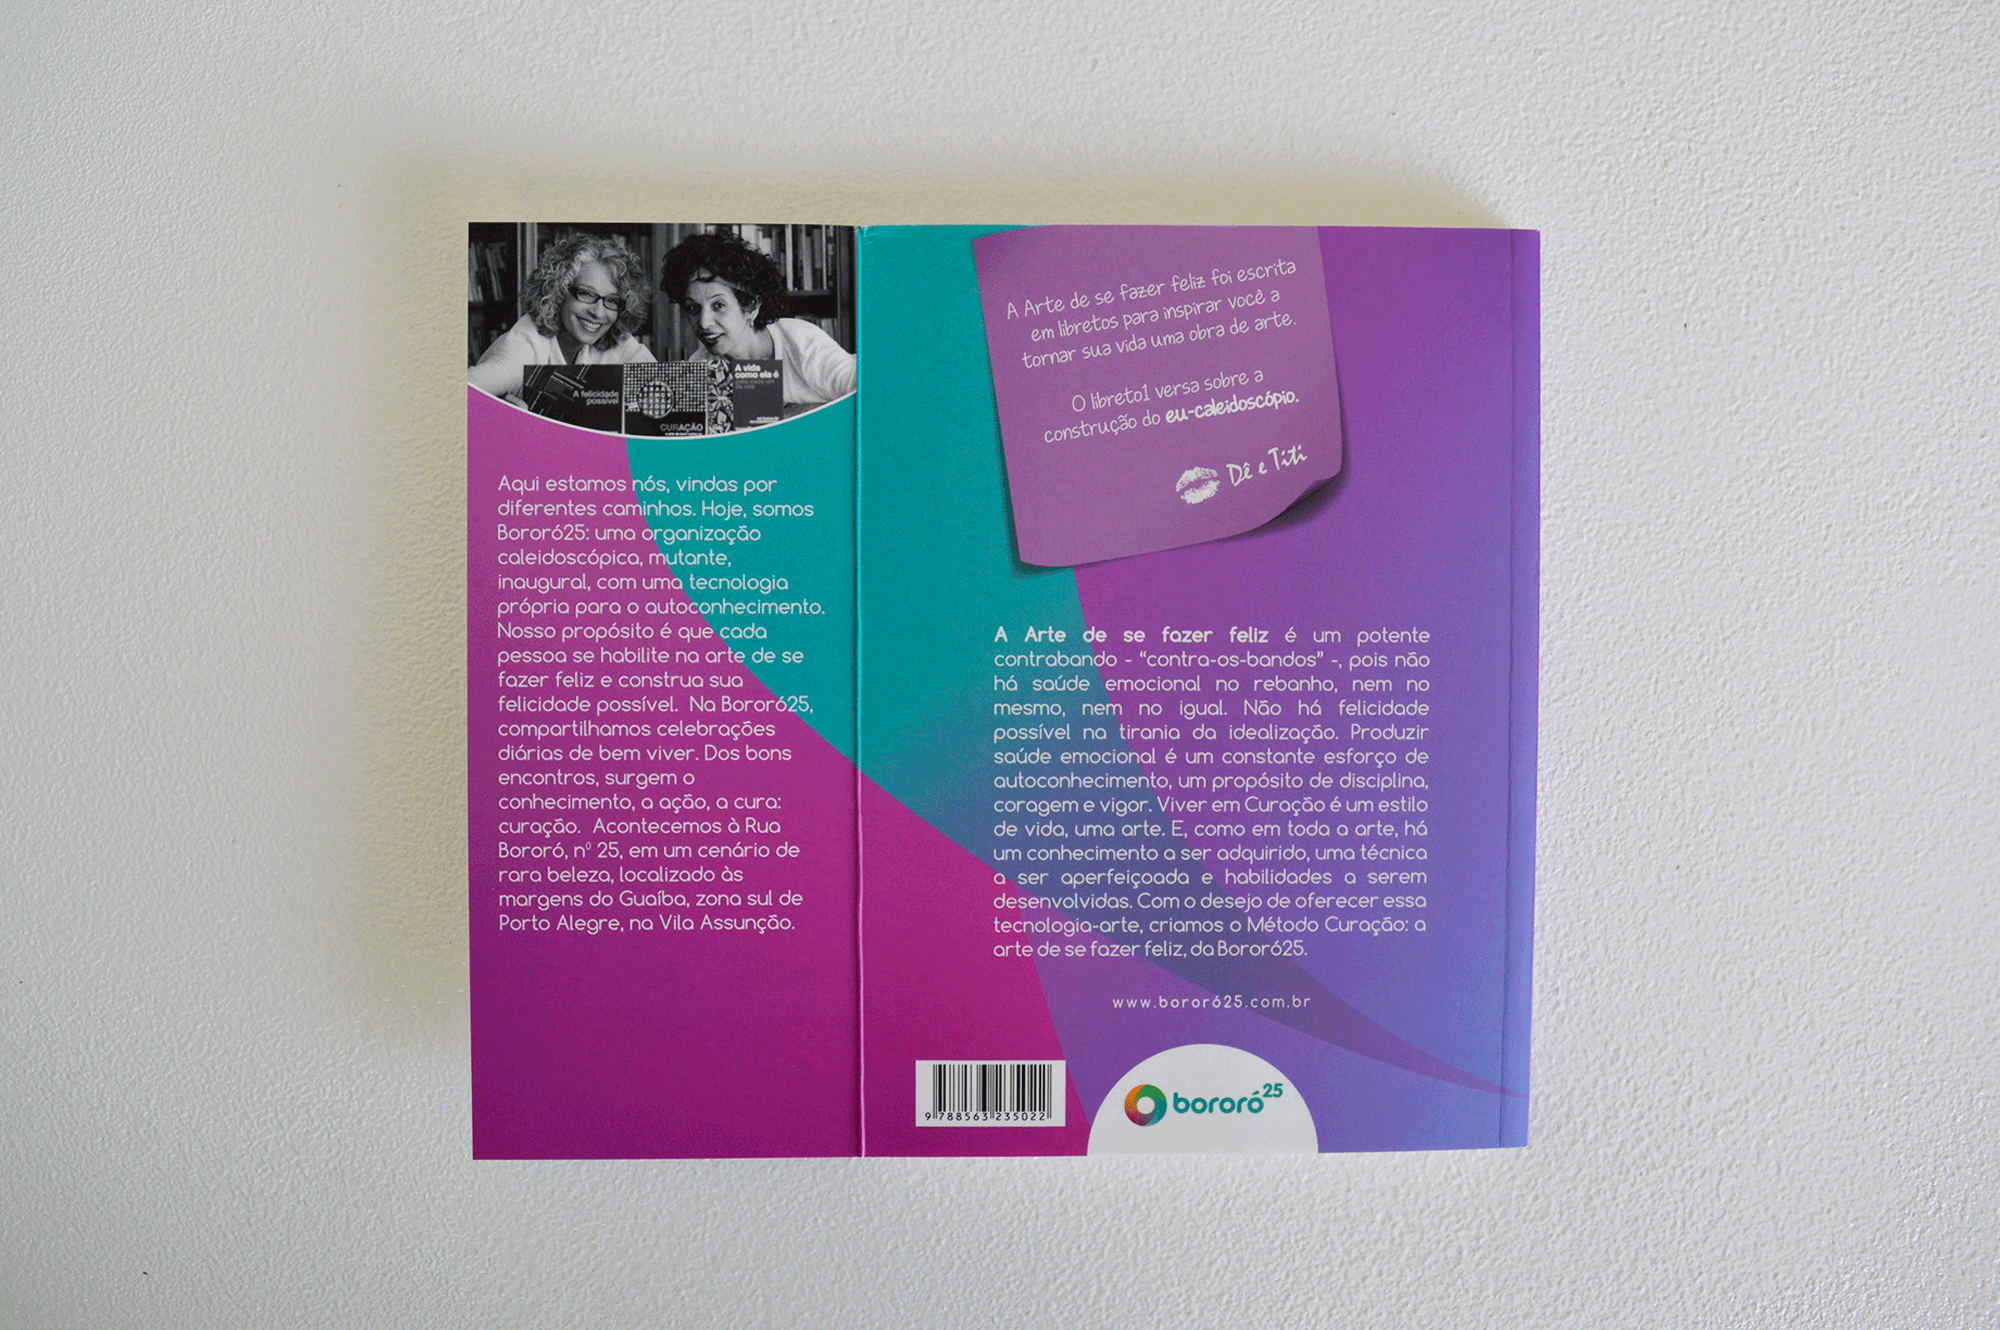 A felicidade
possível
CURAÇÃO
A vida
como ela é
para cada um
de nós
Aqui estamos nós, vindas por
diferentes caminhos. Hoje, somos
Bororó25: uma organização
caleidoscópica, mutante,
inaugural, com uma tecnologia
própria para o autoconhecimento.
Nosso propósito é que cada
pessoa se habilite na arte de se
fazer feliz e construa sua
felicidade possível. Na Bororó25,
compartilhamos celebrações
diárias de bem viver. Dos bons
encontros, surgem o
conhecimento, a ação, a cura:
curação. Acontecemos à Rua
Bororó, nº 25, em um cenário de
rara beleza, localizado às
margens do Guaíba, zona sul de
Porto Alegre, na Vila Assunção.
A Arte de se fazer feliz foi escrita
em libretos para inspirar você a
tornar sua vida uma obra de arte.
O libreto1 versa sobre a
construção do eu-caleidoscópio.
Dê e Titi
A Arte de se fazer feliz é um potente
contrabando - “contra-os-bandos” -, pois não
há saúde emocional no rebanho, nem no
mesmo, nem no igual. Não há felicidade
possível na tirania da idealização. Produzir
saúde emocional é um constante esforço de
autoconhecimento, um propósito de disciplina,
coragem e vigor. Viver em Curação é um estilo
de vida, uma arte. E, como em toda a arte, há
um conhecimento a ser adquirido, uma técnica
a ser aperfeiçoada e habilidades a serem
desenvolvidas. Com o desejo de oferecer essa
tecnologia-arte, criamos o Método Curação: a
arte de se fazer feliz, da Bororó25.
www.bororó25.com.br
9 788563 235022
bororó25